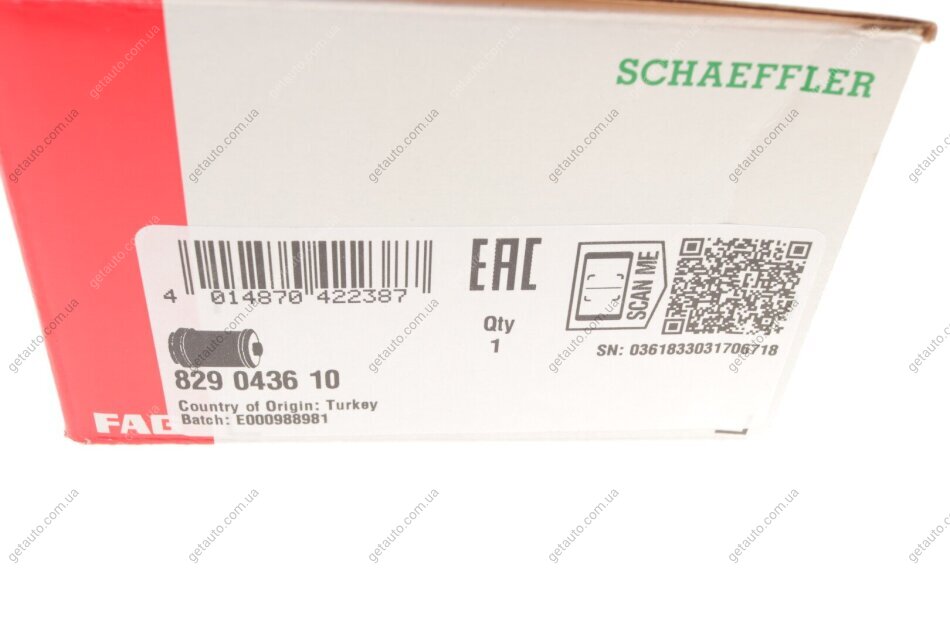 SCHAEFFLER
4 014870 422387
EAC
SCAN ME
Qty
1
SN: 0361833031706718
829 0436 10
Country of Origin: Turkey
Batch: E000988981
FAG
getauto.com.ua